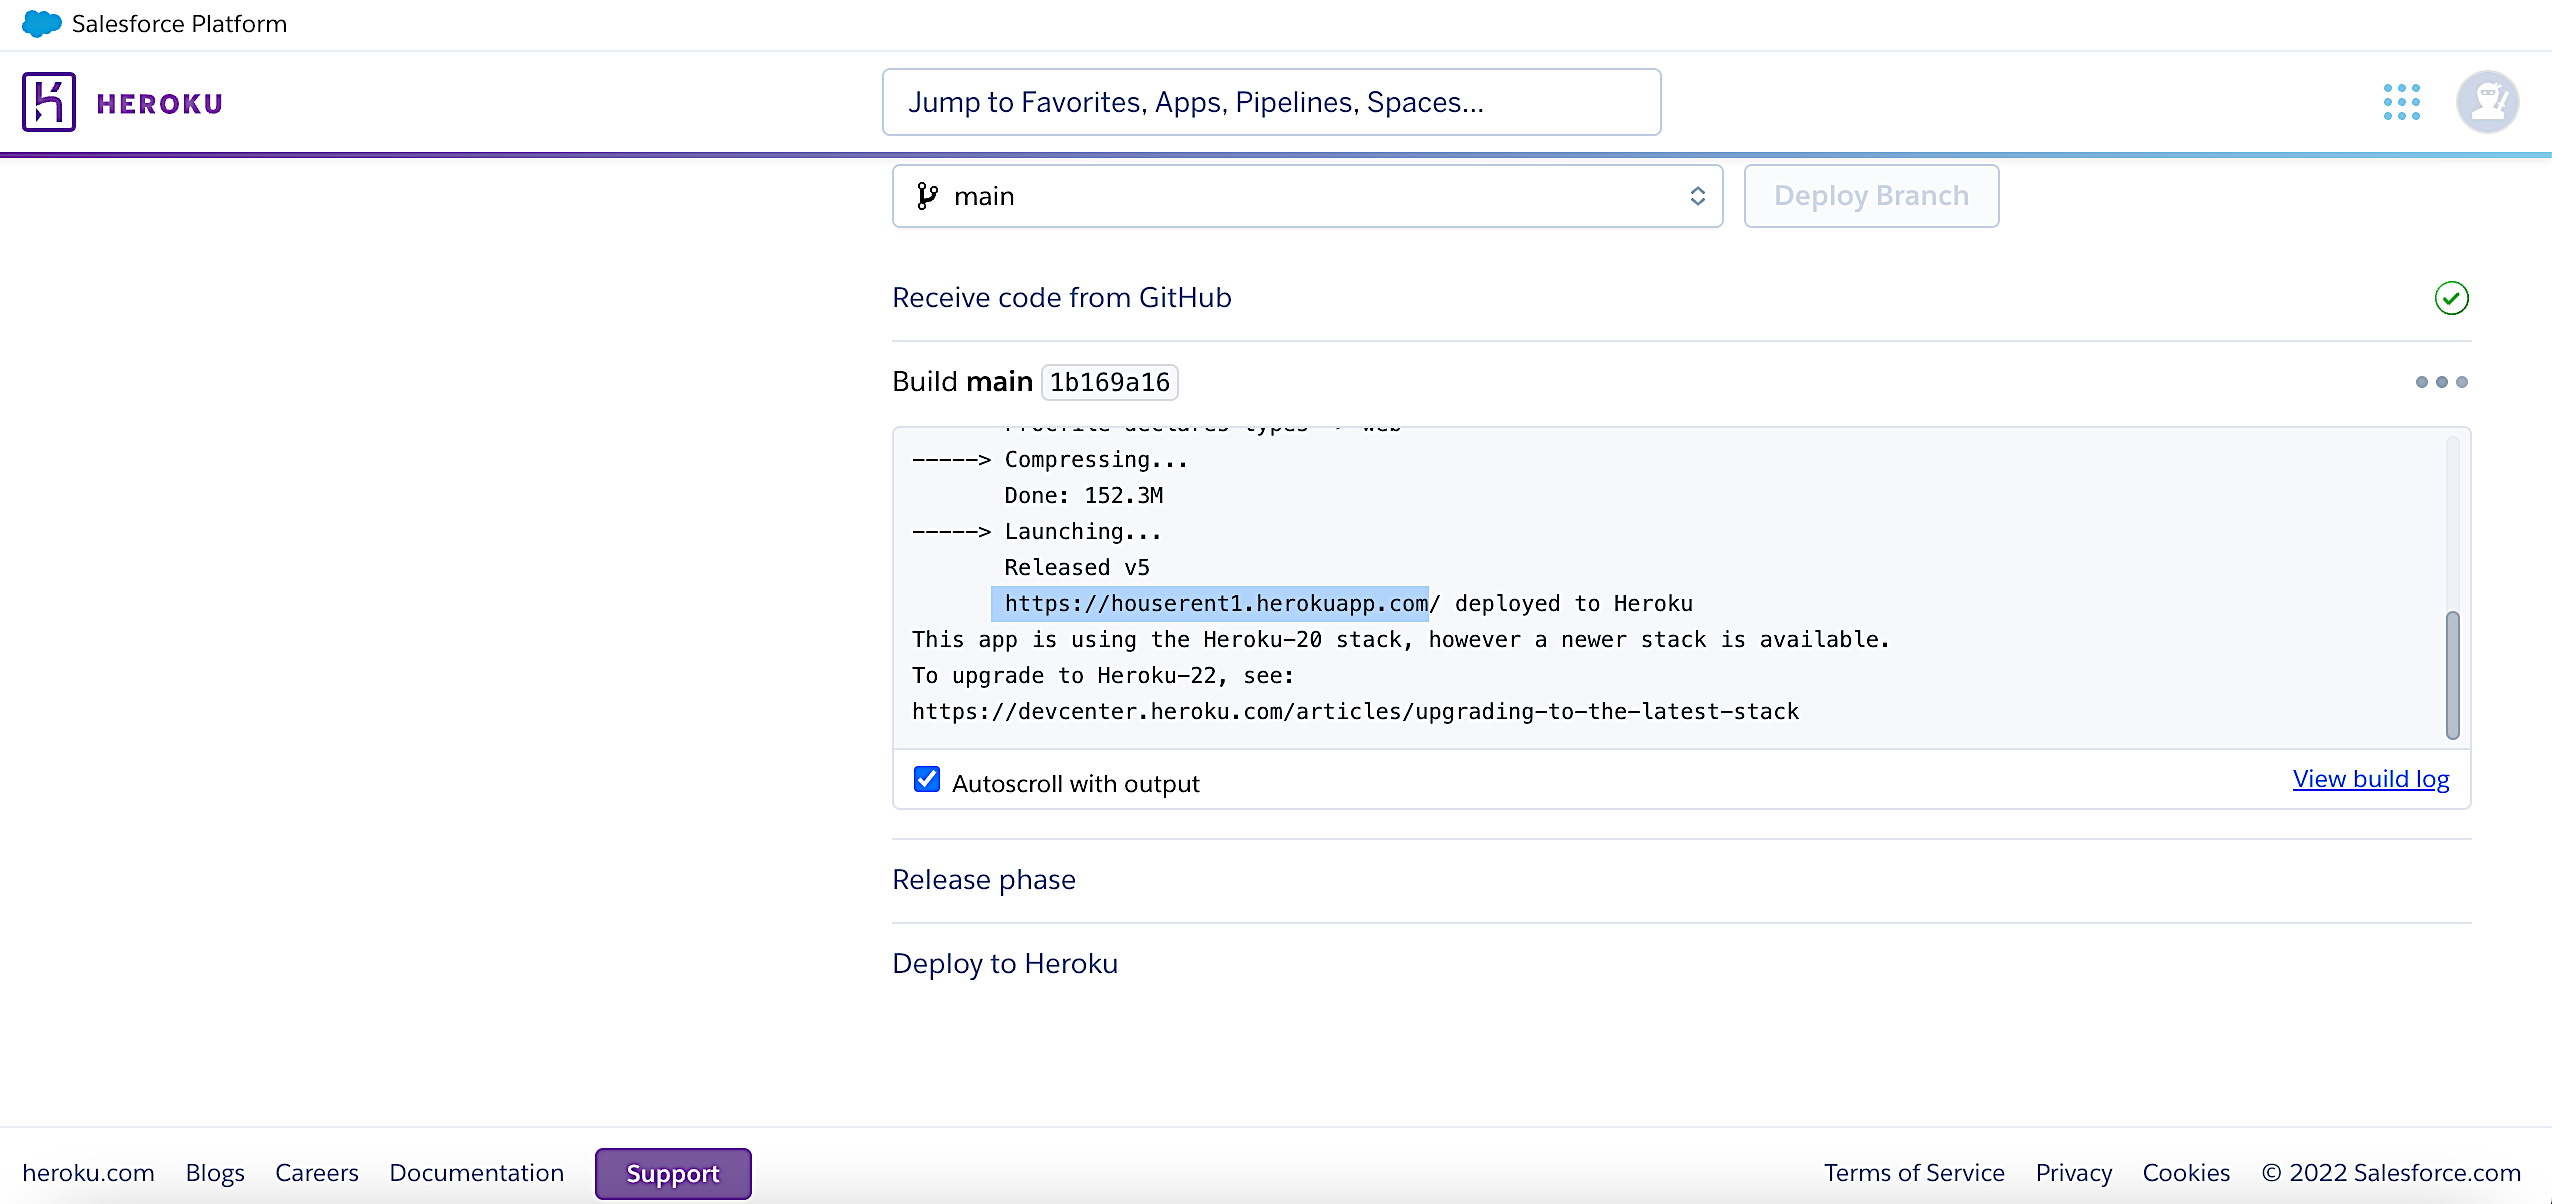 Salesforce Platform
HEROKU
Jump to Favorites, Apps, Pipelines, Spaces...
main
Deploy Branch
Receive code from GitHub
Build main 1b169a16
Procfile declares types -> web
-----> Compressing...
Done: 152.3M
-----> Launching...
Released v5
https://houserent1.herokuapp.com/ deployed to Heroku
This app is using the Heroku-20 stack, however a newer stack is available.
To upgrade to Heroku-22, see:
https://devcenter.heroku.com/articles/upgrading-to-the-latest-stack
Autoscroll with output
View build log
Release phase
Deploy to Heroku
heroku.com Blogs Careers Documentation Support Terms of Service Privacy Cookies © 2022 Salesforce.com